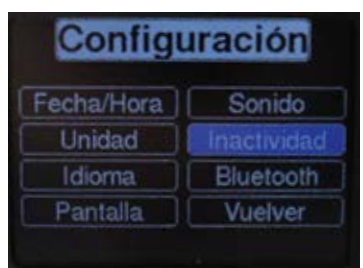 Configuración
Fecha/Hora Sonido
Unidad Inactividad
Idioma Bluetooth
Pantalla Vuelver